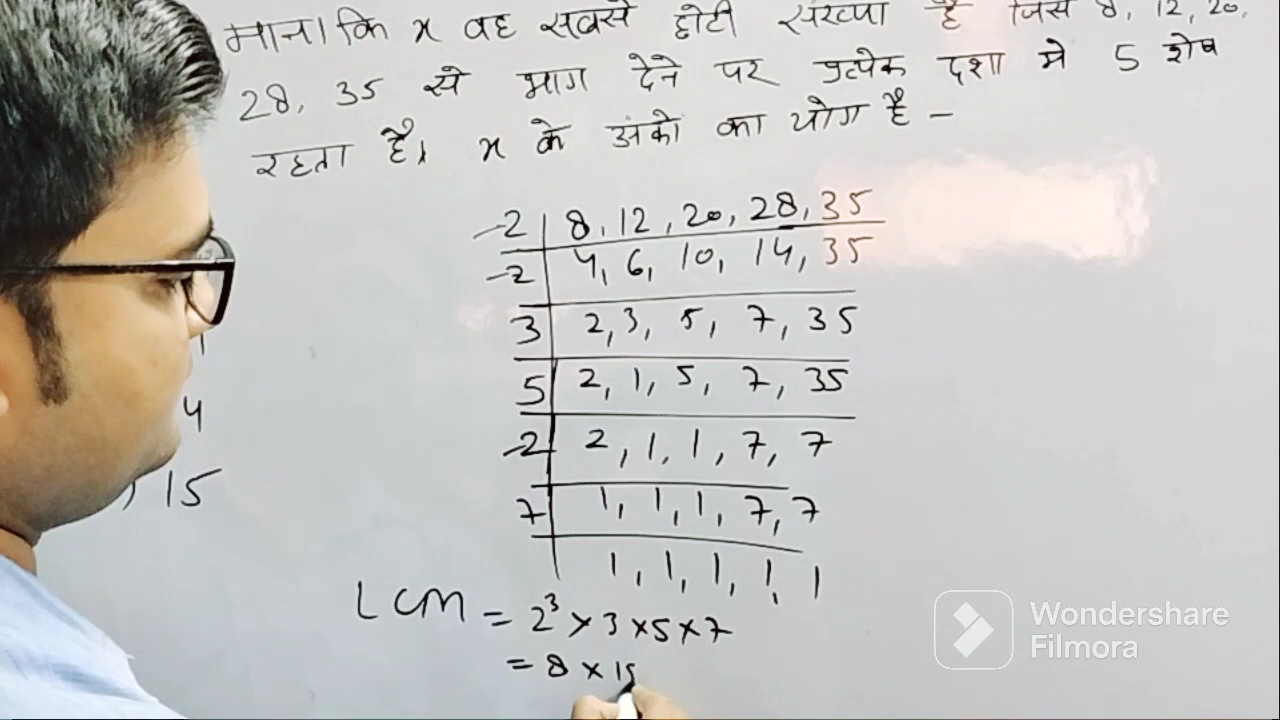 माना कि x वह सबसे छोटी संख्या है जिसे 8, 12, 20,
28, 35 से भाग देने पर प्रत्येक दशा मे 5 शेष
रहता है, x के अंको का योग है –
2 | 8, 12, 20, 28, 35
2 | 4, 6, 10, 14, 35
3 | 2, 3, 5, 7, 35
5 | 2, 1, 5, 7, 35
2 | 2, 1, 1, 7, 7
7 | 1, 1, 1, 7, 7
1, 1, 1, 1, 1
LCM = 2³ × 3 × 5 × 7
= 8 × 15
4
) 15
Wondershare
Filmora